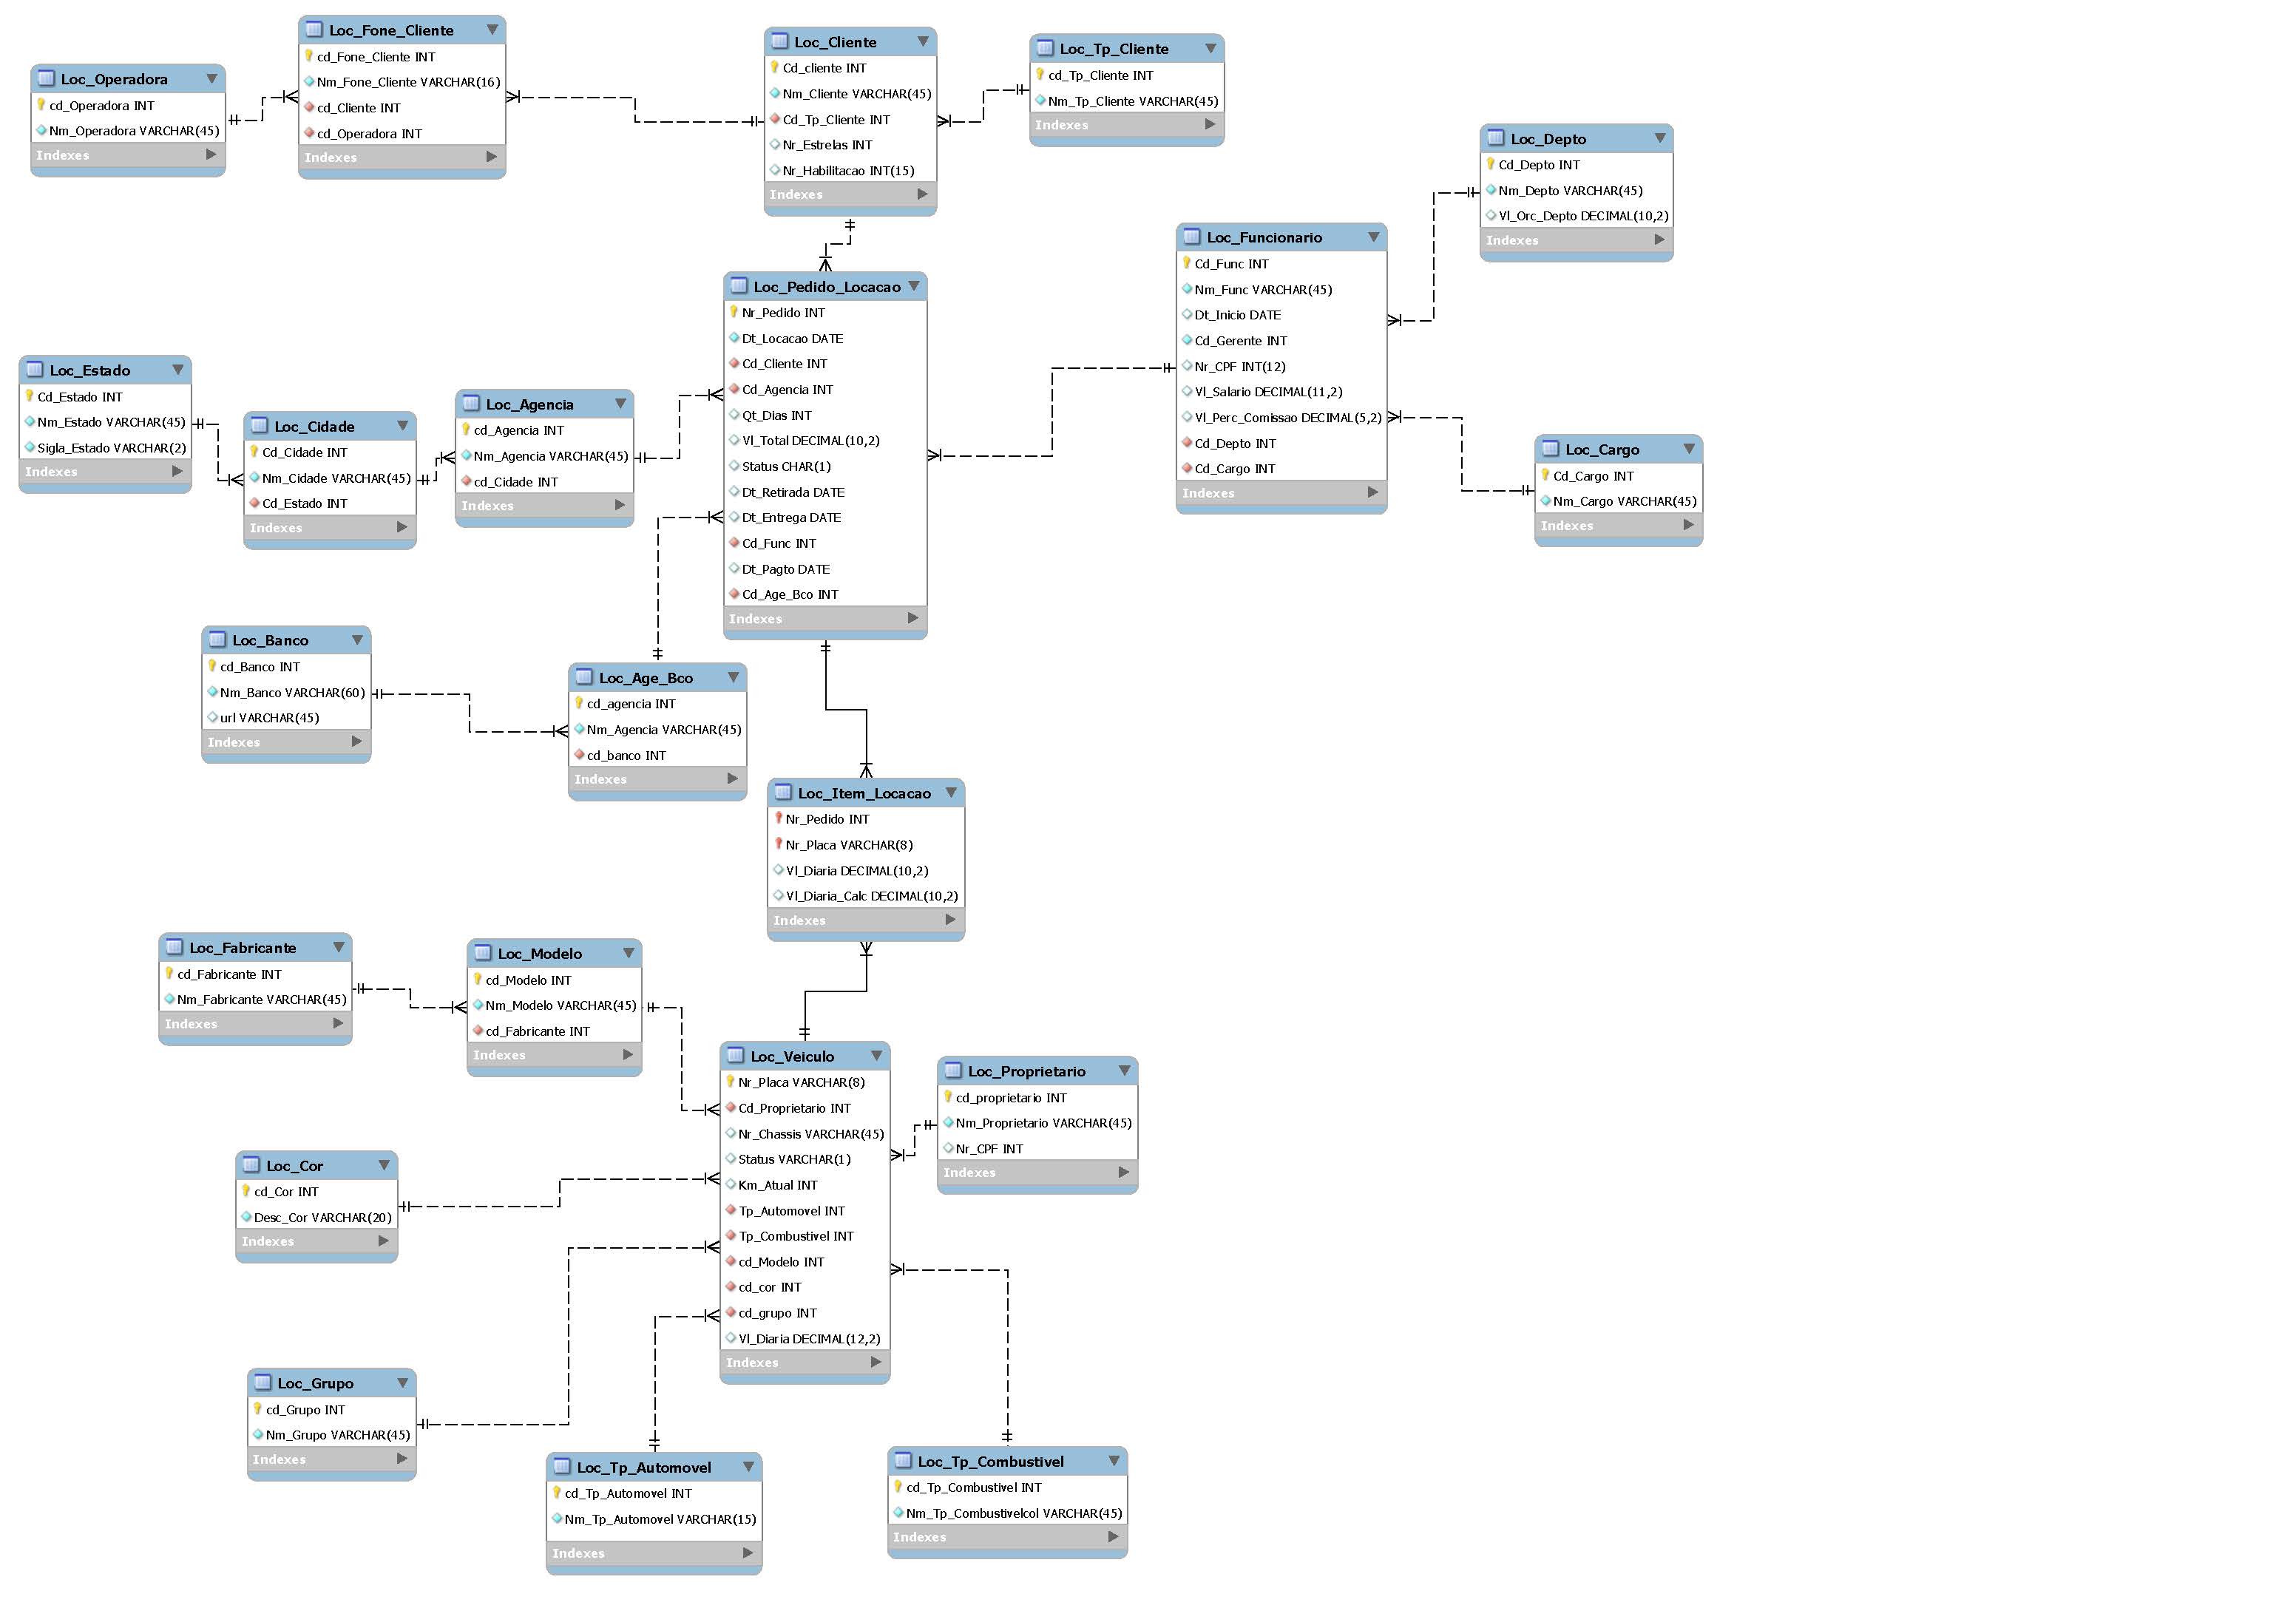 Loc_Operadora
cd_Operadora INT
Nm_Operadora VARCHAR(45)
Indexes
Loc_Fone_Cliente
cd_Fone_Cliente INT
Nm_Fone_Cliente VARCHAR(16)
cd_Cliente INT
cd_Operadora INT
Indexes
Loc_Cliente
Cd_cliente INT
Nm_Cliente VARCHAR(45)
Cd_Tp_Cliente INT
Nr_Estrelas INT
Nr_Habilitacao INT(15)
Indexes
Loc_Tp_Cliente
cd_Tp_Cliente INT
Nm_Tp_Cliente VARCHAR(45)
Indexes
Loc_Depto
Cd_Depto INT
Nm_Depto VARCHAR(45)
Vl_Orc_Depto DECIMAL(10,2)
Indexes
Loc_Funcionario
Cd_Func INT
Nm_Func VARCHAR(45)
Dt_Inicio DATE
Cd_Gerente INT
Nr_CPF INT(12)
Vl_Salario DECIMAL(11,2)
Vl_Perc_Comissao DECIMAL(5,2)
Cd_Depto INT
Cd_Cargo INT
Indexes
Loc_Cargo
Cd_Cargo INT
Nm_Cargo VARCHAR(45)
Indexes
Loc_Pedido_Locacao
Nr_Pedido INT
Dt_Locacao DATE
Cd_Cliente INT
Cd_Agencia INT
Qt_Dias INT
Vl_Total DECIMAL(10,2)
Status CHAR(1)
Dt_Retirada DATE
Dt_Entrega DATE
Cd_Func INT
Dt_Pagto DATE
Cd_Age_Bco INT
Indexes
Loc_Estado
Cd_Estado INT
Nm_Estado VARCHAR(45)
Sigla_Estado VARCHAR(2)
Indexes
Loc_Cidade
Cd_Cidade INT
Nm_Cidade VARCHAR(45)
Cd_Estado INT
Indexes
Loc_Agencia
cd_Agencia INT
Nm_Agencia VARCHAR(45)
cd_Cidade INT
Indexes
Loc_Banco
cd_Banco INT
Nm_Banco VARCHAR(60)
url VARCHAR(45)
Indexes
Loc_Age_Bco
cd_agencia INT
Nm_Agencia VARCHAR(45)
cd_banco INT
Indexes
Loc_Item_Locacao
Nr_Pedido INT
Nr_Placa VARCHAR(8)
Vl_Diaria DECIMAL(10,2)
Vl_Diaria_Calc DECIMAL(10,2)
Indexes
Loc_Fabricante
cd_Fabricante INT
Nm_Fabricante VARCHAR(45)
Indexes
Loc_Modelo
cd_Modelo INT
Nm_Modelo VARCHAR(45)
cd_Fabricante INT
Indexes
Loc_Veiculo
Nr_Placa VARCHAR(8)
Cd_Proprietario INT
Nr_Chassis VARCHAR(45)
Status VARCHAR(1)
Km_Atual INT
Tp_Automovel INT
Tp_Combustivel INT
cd_Modelo INT
cd_cor INT
cd_grupo INT
Vl_Diaria DECIMAL(12,2)
Indexes
Loc_Proprietario
cd_proprietario INT
Nm_Proprietario VARCHAR(45)
Nr_CPF INT
Indexes
Loc_Cor
cd_Cor INT
Desc_Cor VARCHAR(20)
Indexes
Loc_Grupo
cd_Grupo INT
Nm_Grupo VARCHAR(45)
Indexes
Loc_Tp_Automovel
cd_Tp_Automovel INT
Nm_Tp_Automovel VARCHAR(15)
Indexes
Loc_Tp_Combustivel
cd_Tp_Combustivel INT
Nm_Tp_Combustivelcol VARCHAR(45)
Indexes